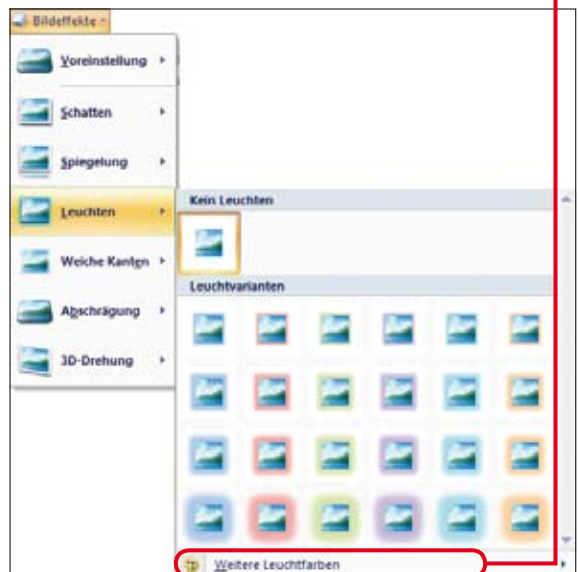 Bildeffekte
Voreinstellung
Schatten
Spiegelung
Leuchten
Weiche Kanten
Abschrägung
3D-Drehung
Kein Leuchten
Leuchtvarianten
Weitere Leuchtfarben